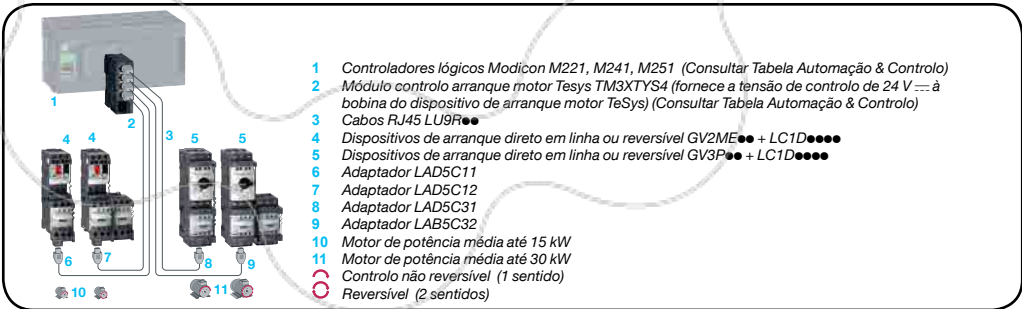 1 Controladores lógicos Modicon M221, M241, M251 (Consultar Tabela Automação & Controlo)
2 Módulo controlo arranque motor Tesys TM3XTYS4 (fornece a tensão de controlo de 24 V ⎓ à
bobina do dispositivo de arranque motor TeSys) (Consultar Tabela Automação & Controlo)
3 Cabos RJ45 LU9R●●
4 Dispositivos de arranque direto em linha ou reversível GV2ME●● + LC1D●●●●
5 Dispositivos de arranque direto em linha ou reversível GV3P●● + LC1D●●●●
6 Adaptador LAD5C11
7 Adaptador LAD5C12
8 Adaptador LAD5C31
9 Adaptador LAB5C32
10 Motor de potência média até 15 kW
11 Motor de potência média até 30 kW
Controlo não reversível (1 sentido)
Reversível (2 sentidos)
1
2
3
4 4
5 5
6 7
8 9
10
11